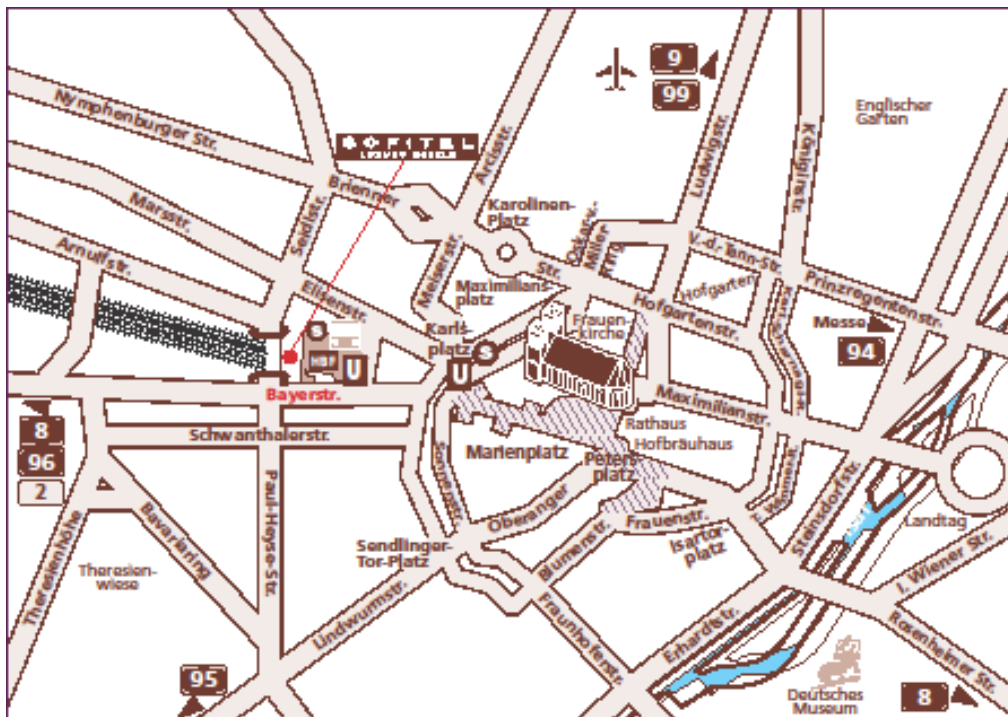 9
99
Englischer
Garten
Nymphenburger Str.
SOFITEL
Arcisstr.
Ludwigstr.
Königinstr.
Brienner
Marsstr.
Seidlstr.
Karolinen-
Platz
Oskar-v.-
Miller
Ring
Arnulfstr.
Meiserstr.
V.-d.-Tann-Str.
Str.
Prinzregentenstr.
Elisenstr.
Maximilians-
platz
Hofgarten
Hofgartenstr.
Messe
94
Frauen-
kirche
Karls-
platz
S
S
HBF
U
U
Bayerstr.
Maximilianstr.
8
96
2
Schwanthalerstr.
Rathaus
Hofbräuhaus
Marienplatz
Peters-
platz
Sonnenstr.
Paul-Heyse-Str.
Bavariaring
Oberanger
Frauenstr.
Steinsdorfstr.
Landtag
Theresienhöhe
Theresien-
wiese
Sendlinger-
Tor-Platz
Blumenstr.
Isartor-
platz
I. Wiener Str.
Lindwurmstr.
Fraunhoferstr.
Erhardtstr.
Rosenheimer Str.
95
Deutsches
Museum
8